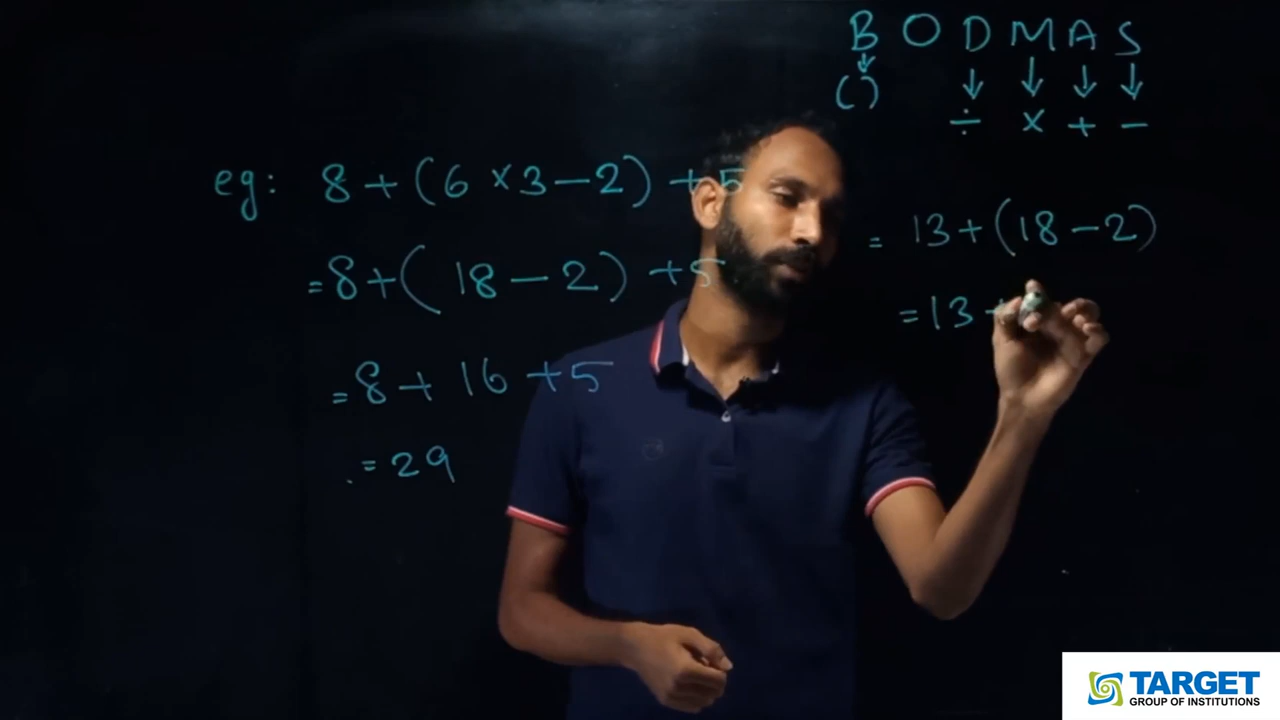 B O D M A S
↓ ↓ ↓ ↓ ↓
( ) ÷ × + −
eg: 8 + (6 × 3 − 2) + 5
= 8 + ( 18 − 2 ) + 5
= 8 + 16 + 5
. = 29
= 13 + (18 − 2)
= 13 +
TARGET
GROUP OF INSTITUTIONS